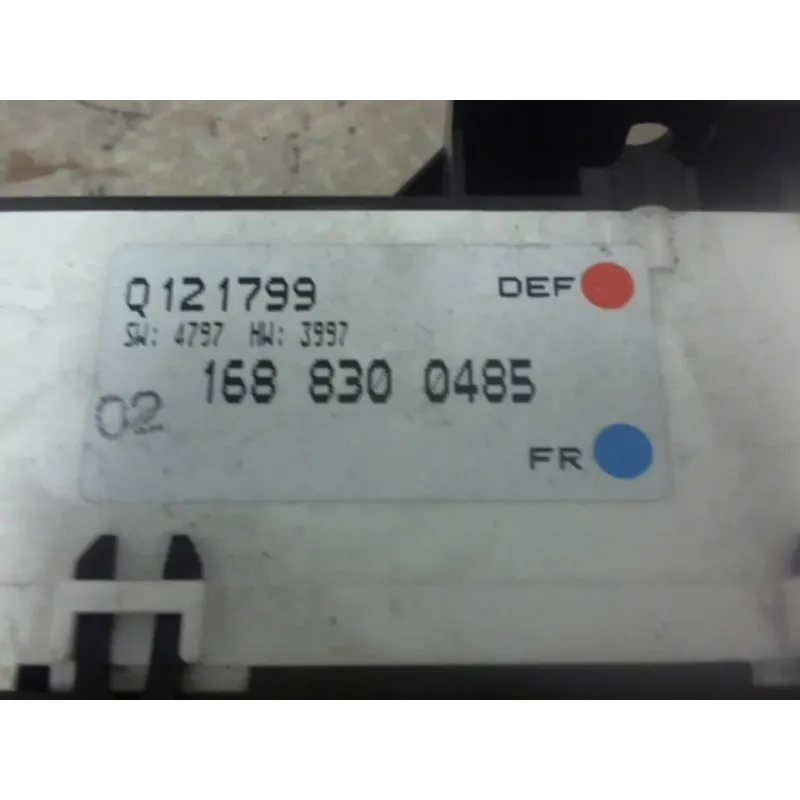 Q121799 DEF
SW: 4797 HW: 3997
168 830 0485
02
FR